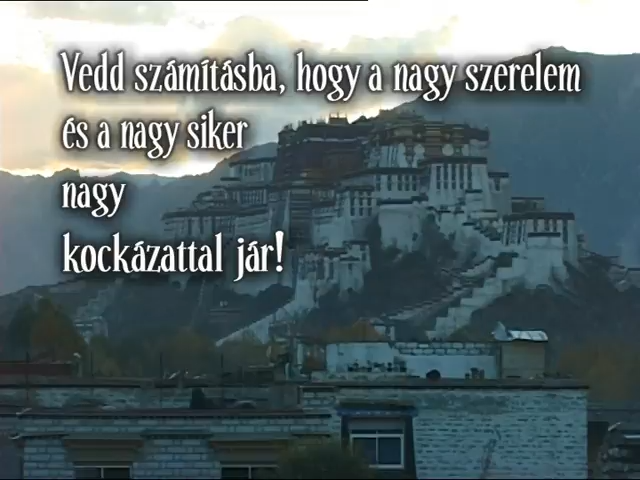 Vedd számításba, hogy a nagy szerelem
és a nagy siker
nagy
kockázattal jár!